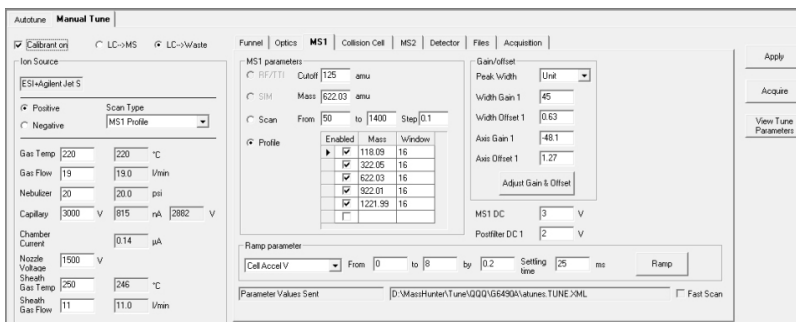 Autotune Manual Tune
Calibrant on LC->MS LC->Waste
Ion Source
ESI+Agilent Jet S
Positive Scan Type
Negative MS1 Profile
Gas Temp 220 220 °C
Gas Flow 19 19.0 l/min
Nebulizer 20 20.0 psi
Capillary 3000 V 815 nA 2882 V
Chamber
Current 0.14 µA
Nozzle
Voltage 1500 V
Sheath
Gas Temp 250 246 °C
Sheath
Gas Flow 11 11.0 l/min
Funnel Optics MS1 Collision Cell MS2 Detector Files Acquisition
MS1 parameters
RF/TTI Cutoff 125 amu
SIM Mass 622.03 amu
Scan From 50 to 1400 Step 0.1
Profile
Enabled Mass Window
118.09 16
322.05 16
622.03 16
922.01 16
1221.99 16
Gain/offset
Peak Width Unit
Width Gain 1 45
Width Offset 1 0.63
Axis Gain 1 -48.1
Axis Offset 1 1.27
Adjust Gain & Offset
MS1 DC 3 V
Postfilter DC 1 2 V
Ramp parameter
Cell Accel V From 0 to 8 by 0.2 Settling
time 25 ms Ramp
Parameter Values Sent D:\MassHunter\Tune\QQQ\G6490A\atunes.TUNE.XML Fast Scan
Apply
Acquire
View Tune
Parameters